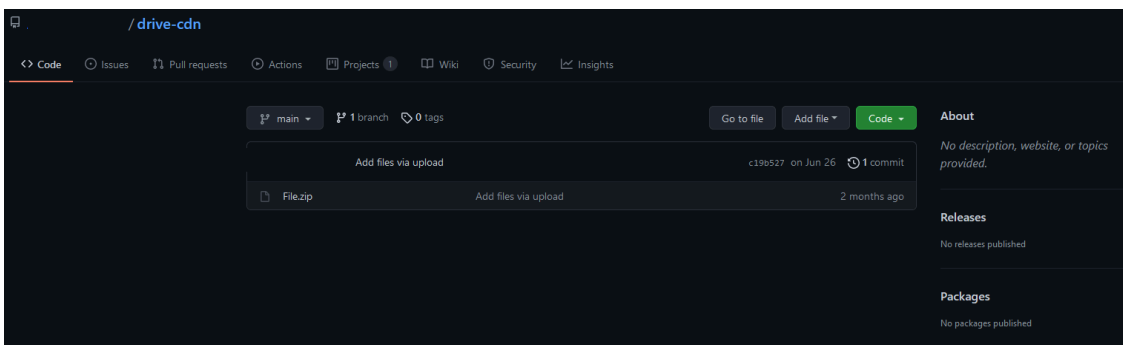 / drive-cdn
<> Code Issues Pull requests Actions Projects 1 Wiki Security Insights
main 1 branch 0 tags Go to file Add file Code
Add files via upload c19b527 on Jun 26 1 commit
File.zip Add files via upload 2 months ago
About
No description, website, or topics
provided.
Releases
No releases published
Packages
No packages published